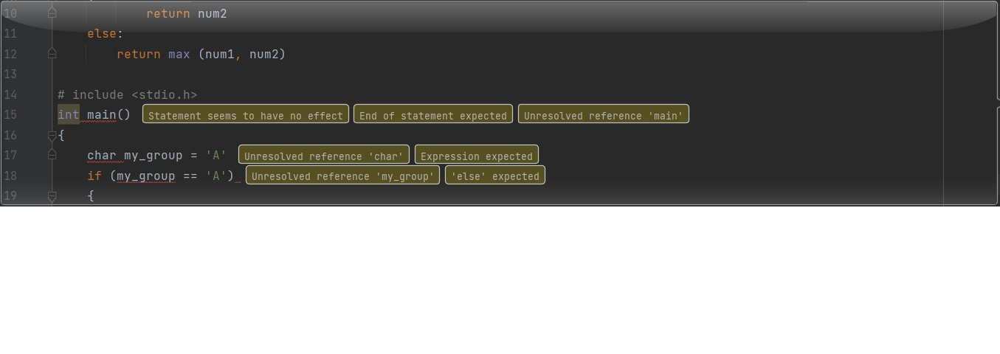 10 return num2
11 else:
12 return max (num1, num2)
13
14 # include <stdio.h>
15 int main() Statement seems to have no effect End of statement expected Unresolved reference 'main'
16 {
17 char my_group = 'A' Unresolved reference 'char' Expression expected
18 if (my_group == 'A') Unresolved reference 'my_group' 'else' expected
19 {